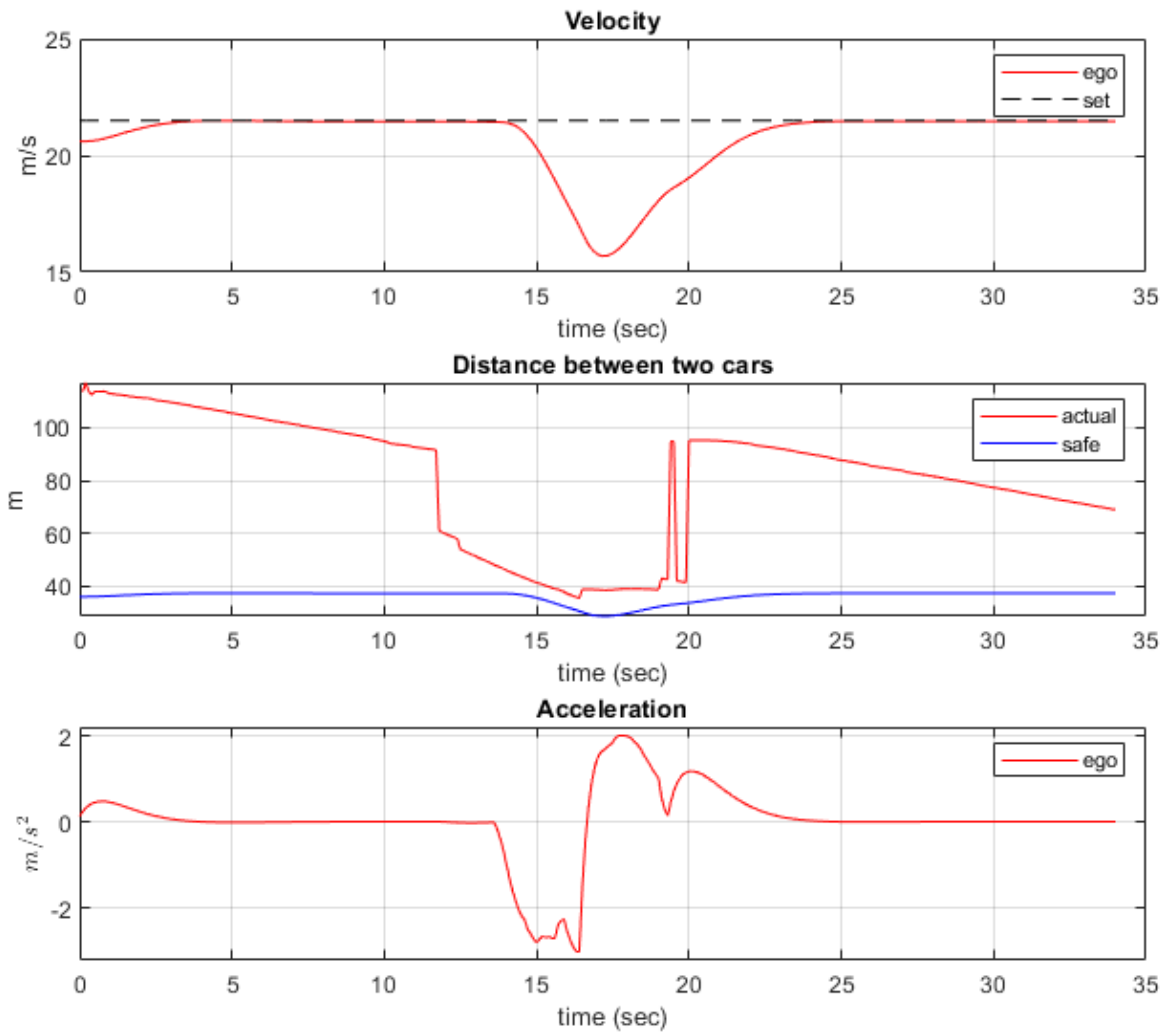 Velocity
25
20
15
m/s
ego
set
0 5 10 15 20 25 30 35
time (sec)
Distance between two cars
100
80
60
40
m
actual
safe
0 5 10 15 20 25 30 35
time (sec)
Acceleration
2
0
-2
m/s²
ego
0 5 10 15 20 25 30 35
time (sec)